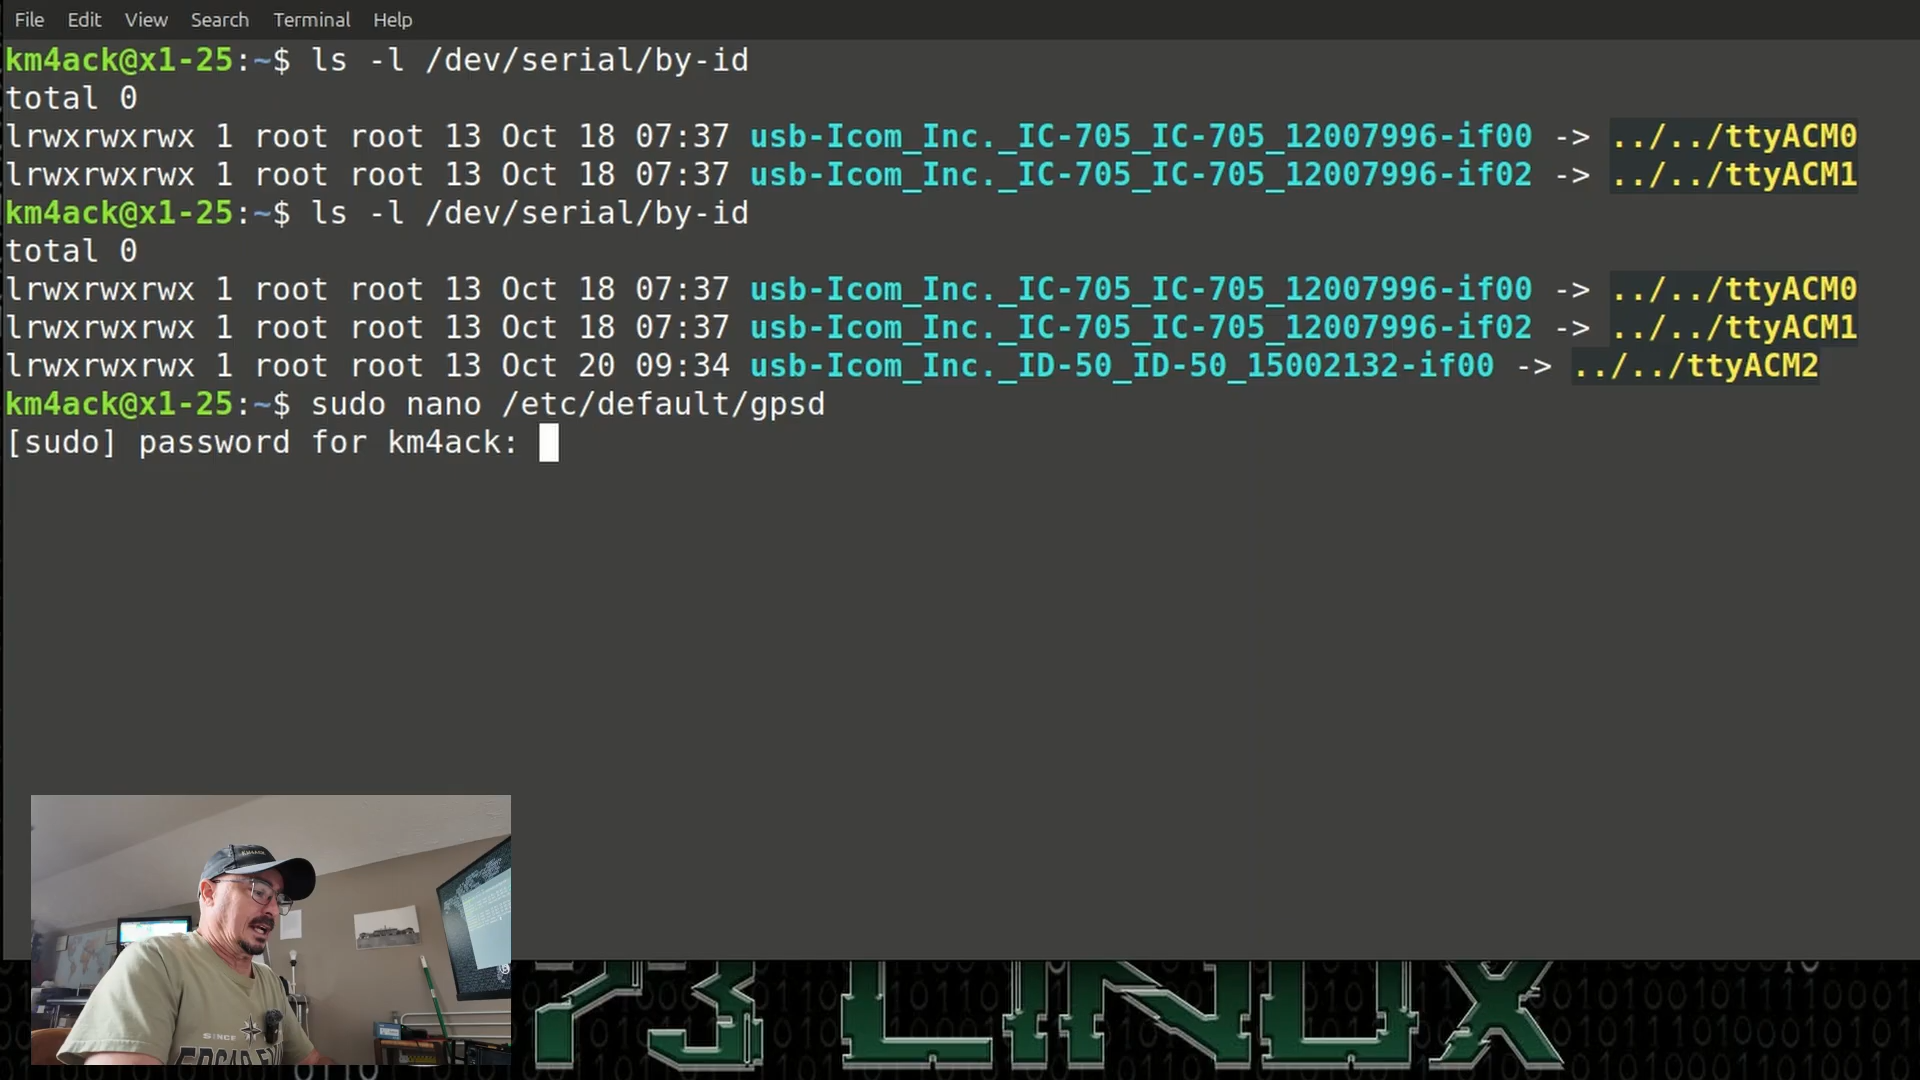 File Edit View Search Terminal Help
km4ack@x1-25:~$ ls -l /dev/serial/by-id
total 0
lrwxrwxrwx 1 root root 13 Oct 18 07:37 usb-Icom_Inc._IC-705_IC-705_12007996-if00 -> ../../ttyACM0
lrwxrwxrwx 1 root root 13 Oct 18 07:37 usb-Icom_Inc._IC-705_IC-705_12007996-if02 -> ../../ttyACM1
km4ack@x1-25:~$ ls -l /dev/serial/by-id
total 0
lrwxrwxrwx 1 root root 13 Oct 18 07:37 usb-Icom_Inc._IC-705_IC-705_12007996-if00 -> ../../ttyACM0
lrwxrwxrwx 1 root root 13 Oct 18 07:37 usb-Icom_Inc._IC-705_IC-705_12007996-if02 -> ../../ttyACM1
lrwxrwxrwx 1 root root 13 Oct 20 09:34 usb-Icom_Inc._ID-50_ID-50_15002132-if00 -> ../../ttyACM2
km4ack@x1-25:~$ sudo nano /etc/default/gpsd
[sudo] password for km4ack:
KM4ACK
SINCE
73 LINUX